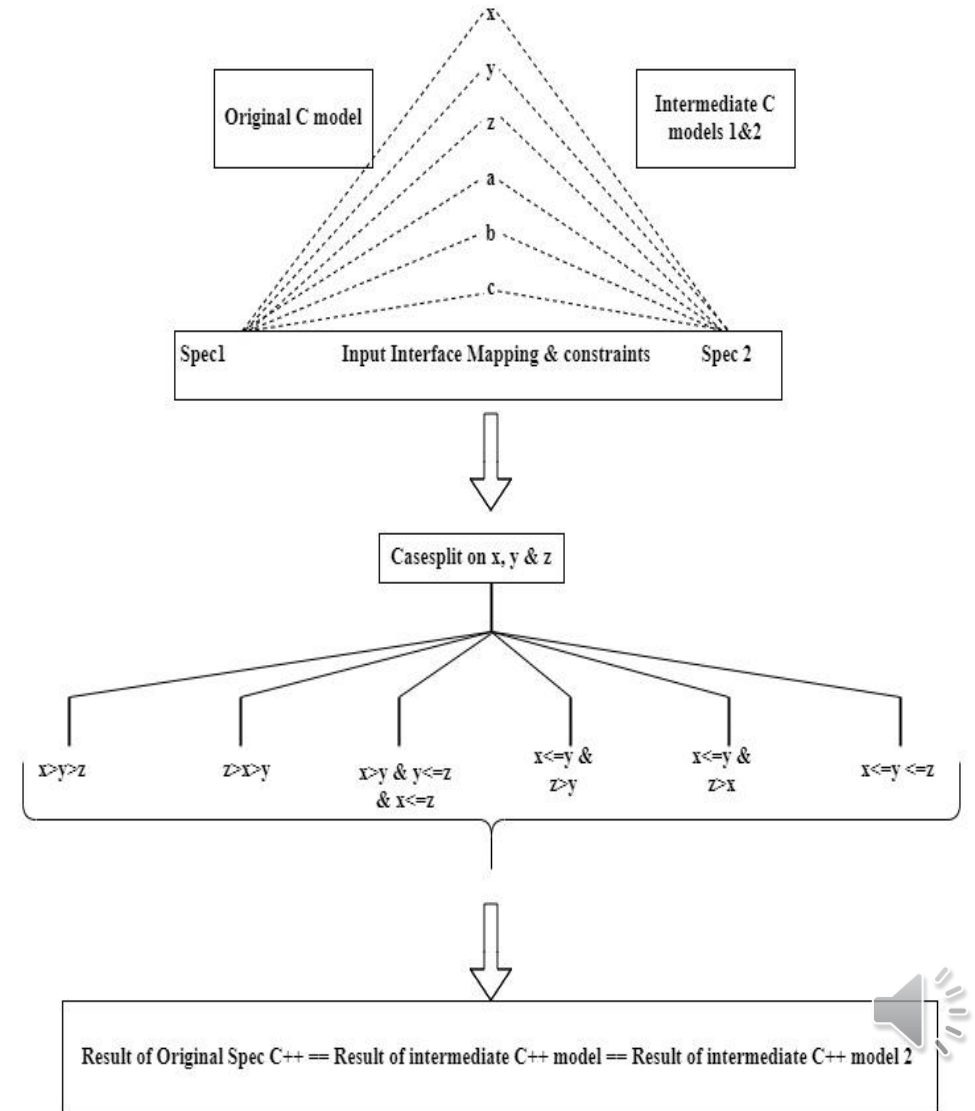 x
y
Original C model
Intermediate C
models 1&2
z
a
b
c
Spec1 Input Interface Mapping & constraints Spec 2
Casesplit on x, y & z
x>y>z
z>x>y
x>y & y<=z
& x<=z
x<=y &
z>y
x<=y &
z>x
x<=y <=z
Result of Original Spec C++ == Result of intermediate C++ model == Result of intermediate C++ model 2